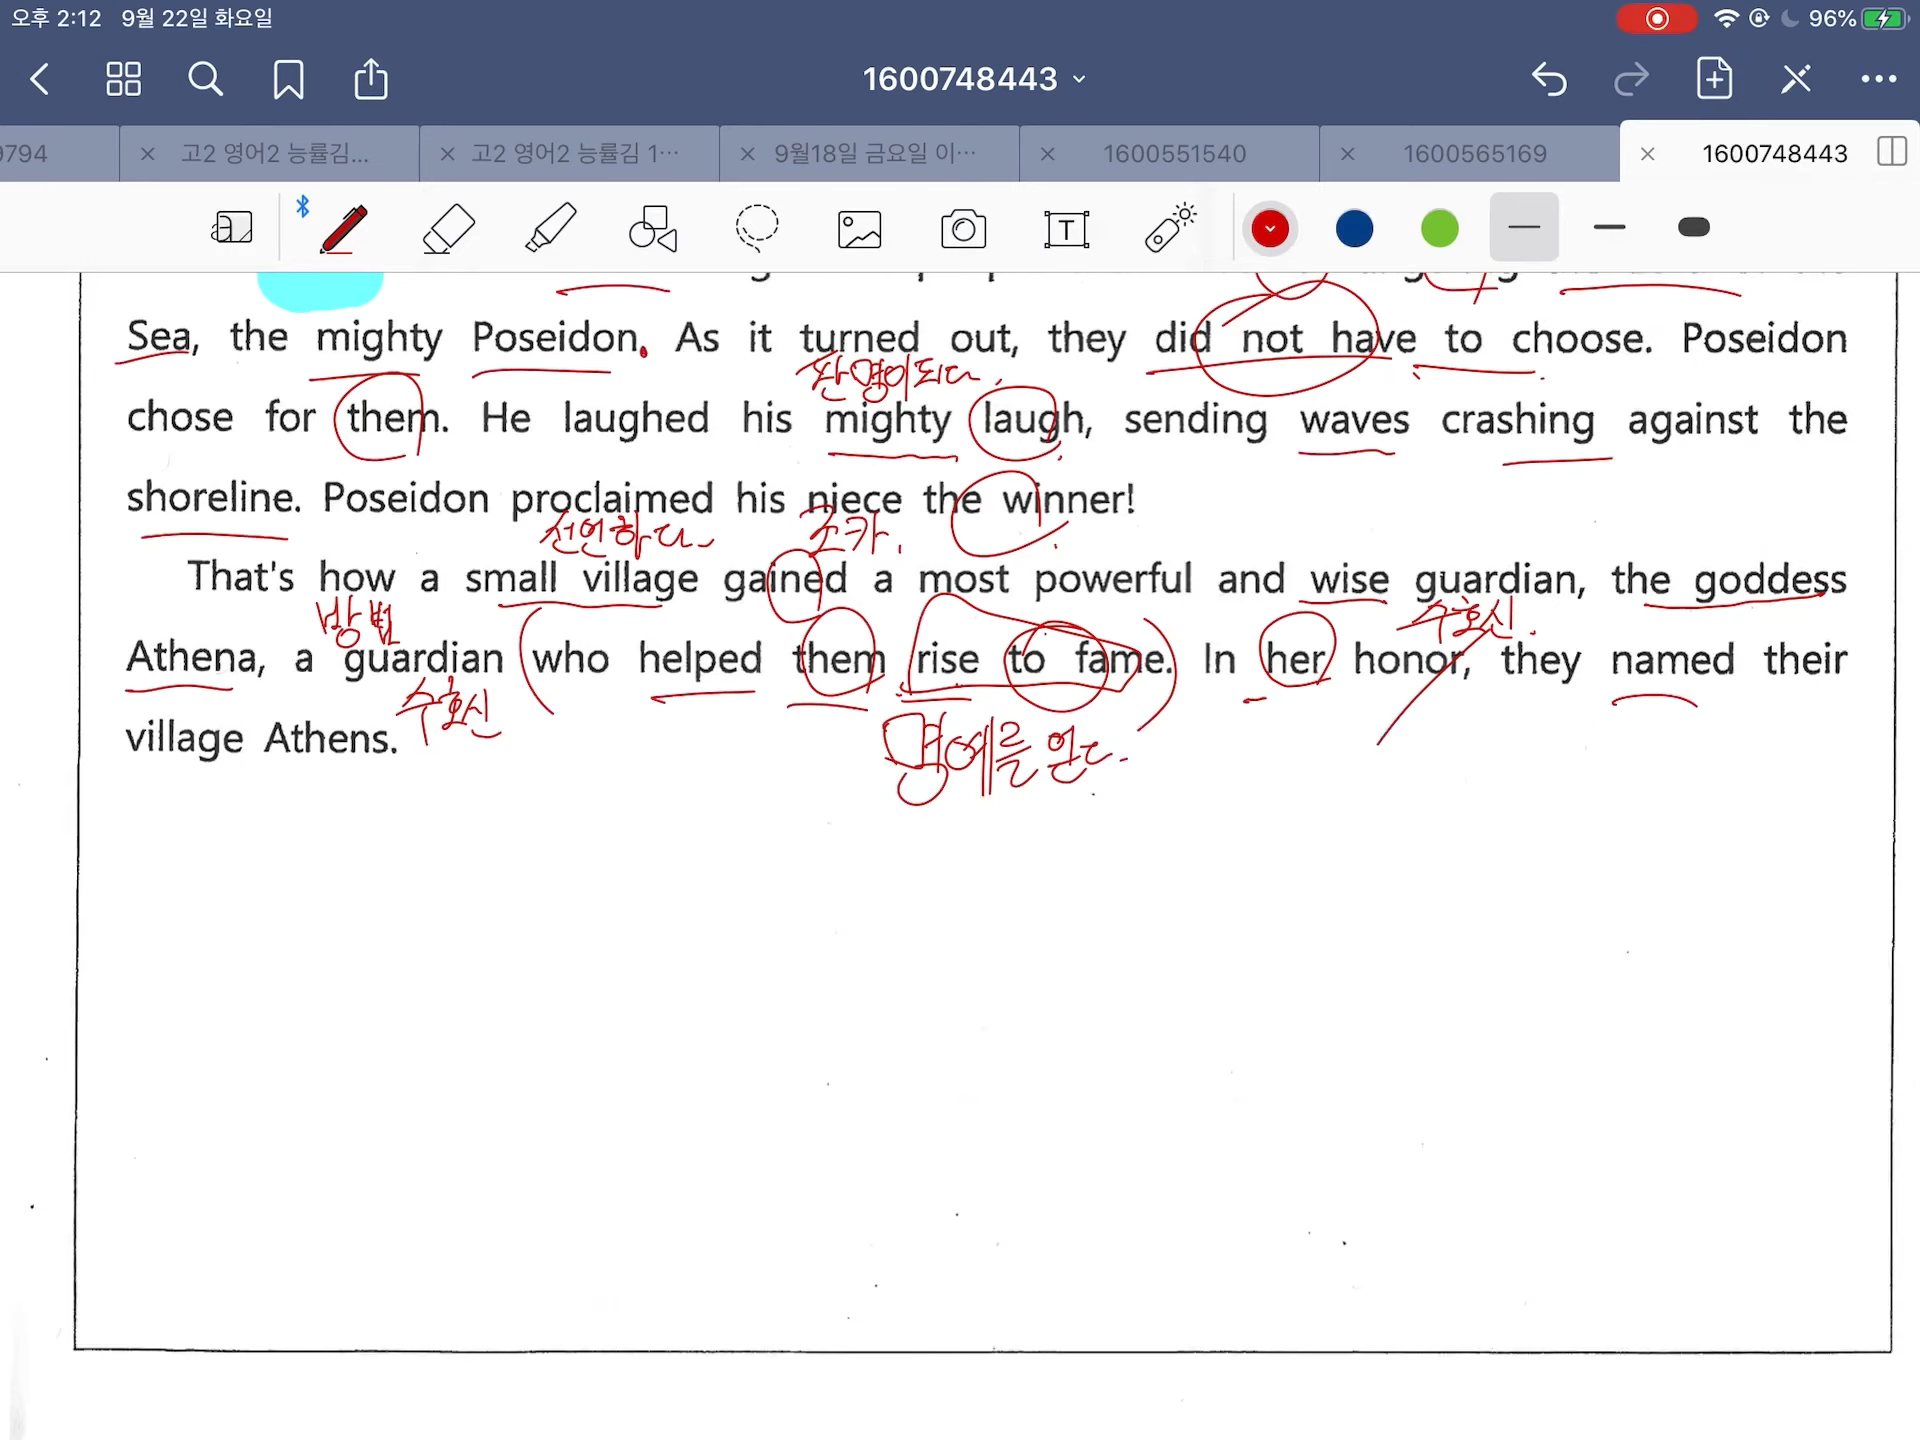 오후 2:12 9월 22일 화요일 96%
1600748443
9794 고2 영어2 능률김... 고2 영어2 능률김 1... 9월18일 금요일 이... 1600551540 1600565169 1600748443
Sea, the mighty Poseidon. As it turned out, they did not have to choose. Poseidon
판명이되다.
chose for them. He laughed his mighty laugh, sending waves crashing against the
shoreline. Poseidon proclaimed his niece the winner!
선언하다. 조카.
That's how a small village gained a most powerful and wise guardian, the goddess
방법 수호신.
Athena, a guardian who helped them rise to fame. In her honor, they named their
수호신
village Athens.
명예를 얻다.